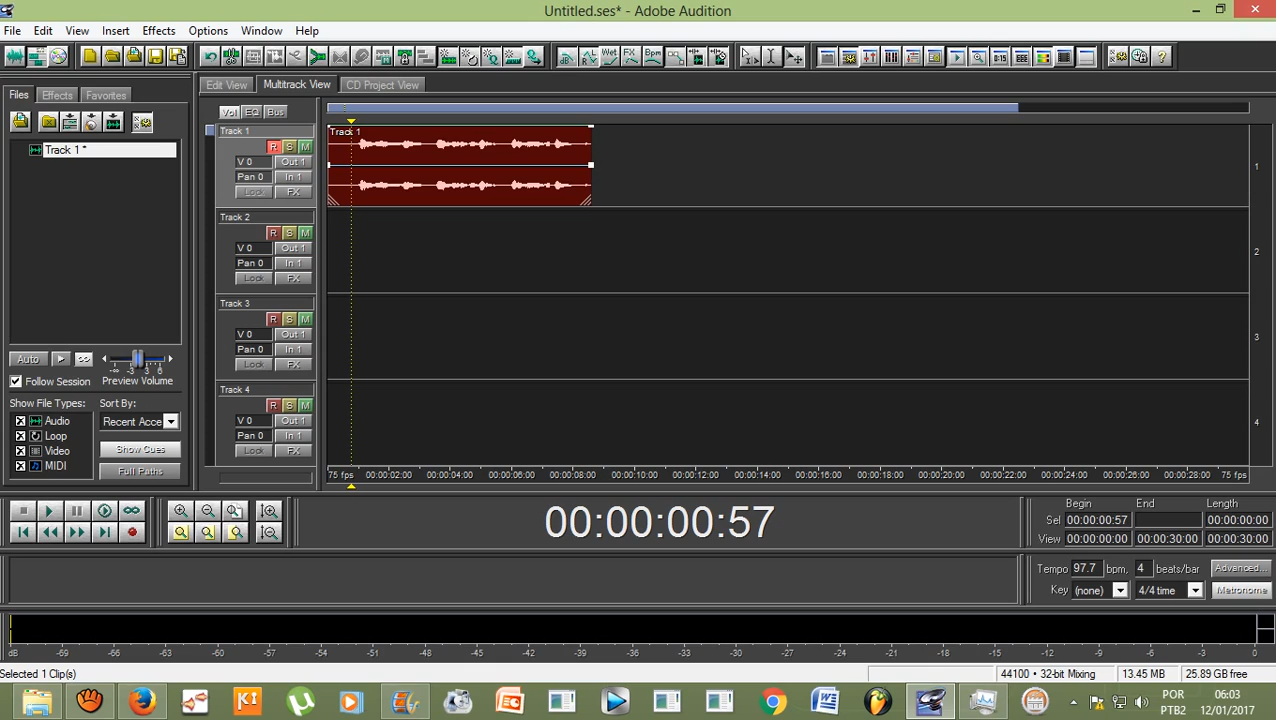 Untitled.ses* - Adobe Audition
File Edit View Insert Effects Options Window Help
Wet FX Bpm
Edit View Multitrack View CD Project View
Files Effects Favorites
Vol EQ Bus
Track 1 *
Track 1
R S M
V 0 Out 1
Pan 0 In 1
Lock FX
Track 1
1
Track 2
R S M
V 0 Out 1
Pan 0 In 1
Lock FX
2
Track 3
R S M
V 0 Out 1
Pan 0 In 1
Lock FX
3
Track 4
R S M
V 0 Out 1
Pan 0 In 1
Lock FX
4
Auto
-∞ -3 3 6
Follow Session Preview Volume
Show File Types: Sort By:
Audio Recent Acce
Loop
Video Show Cues
MIDI Full Paths
75 fps 00:00:02:00 00:00:04:00 00:00:06:00 00:00:08:00 00:00:10:00 00:00:12:00 00:00:14:00 00:00:16:00 00:00:18:00 00:00:20:00 00:00:22:00 00:00:24:00 00:00:26:00 00:00:28:00 75 fps
00:00:00:57
Begin End Length
Sel 00:00:00:57 00:00:00:00
View 00:00:00:00 00:00:30:00 00:00:30:00
Tempo 97.7 bpm, 4 beats/bar Advanced...
Key (none) 4/4 time Metronome
dB -69 -66 -63 -60 -57 -54 -51 -48 -45 -42 -39 -36 -33 -30 -27 -24 -21 -18 -15 -12 -9 -6 -3 0
Selected 1 Clip(s) 44100 • 32-bit Mixing 13.45 MB 25.89 GB free
POR 06:03
PTB2 12/01/2017